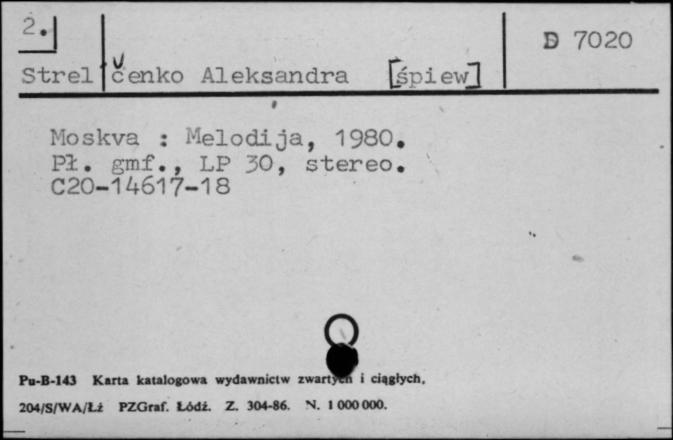 2.
D 7020
Strel čenko Aleksandra [śpiew]
Moskva : Melodija, 1980.
Pł. gmf., LP 30, stereo.
C20-14617-18
Pu-B-143 Karta katalogowa wydawnictw zwartych i ciągłych,
204/S/WA/Łż PZGraf. Łódź. Z. 304-86. N. 1 000 000.